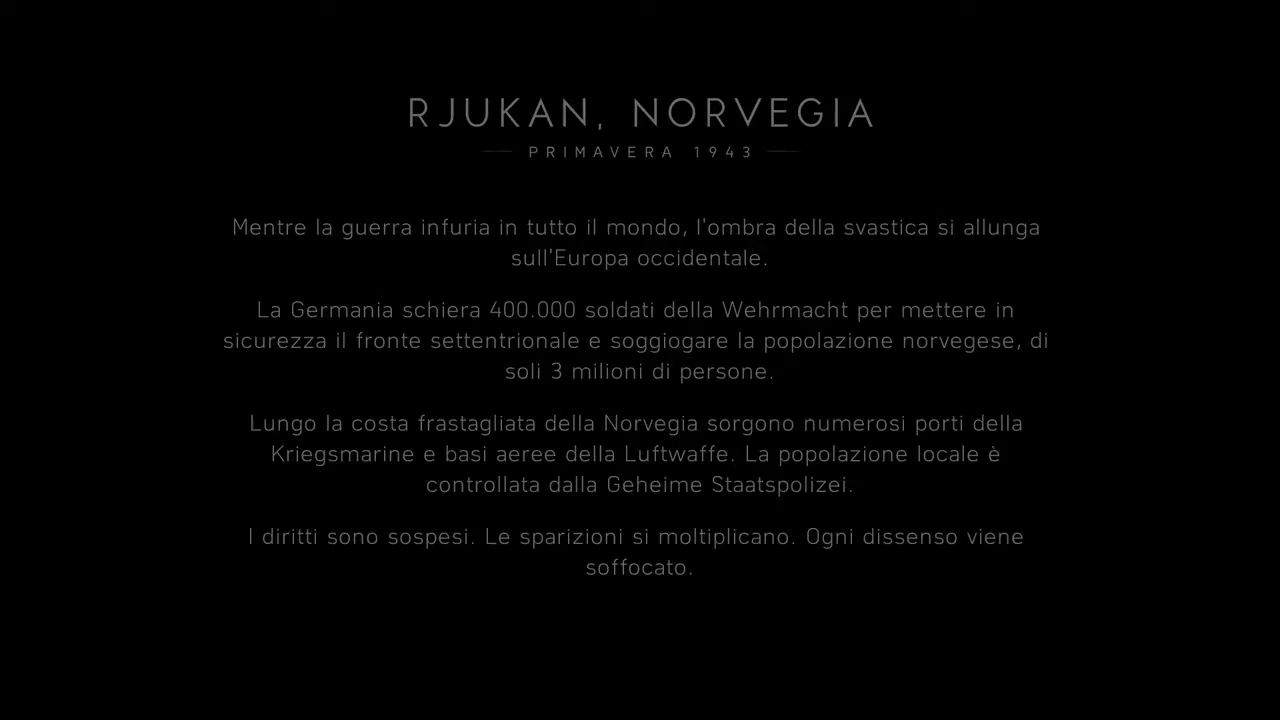 RJUKAN, NORVEGIA
PRIMAVERA 1943
Mentre la guerra infuria in tutto il mondo, l'ombra della svastica si allunga
sull'Europa occidentale.
La Germania schiera 400.000 soldati della Wehrmacht per mettere in
sicurezza il fronte settentrionale e soggiogare la popolazione norvegese, di
soli 3 milioni di persone.
Lungo la costa frastagliata della Norvegia sorgono numerosi porti della
Kriegsmarine e basi aeree della Luftwaffe. La popolazione locale è
controllata dalla Geheime Staatspolizei.
I diritti sono sospesi. Le sparizioni si moltiplicano. Ogni dissenso viene
soffocato.